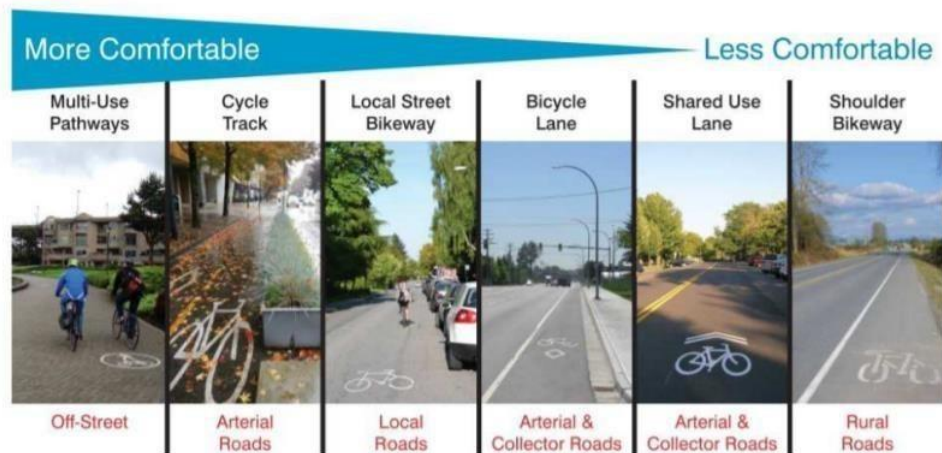 More Comfortable
Less Comfortable
Multi-Use
Pathways
Cycle
Track
Local Street
Bikeway
Bicycle
Lane
Shared Use
Lane
Shoulder
Bikeway
Off-Street
Arterial
Roads
Local
Roads
Arterial &
Collector Roads
Arterial &
Collector Roads
Rural
Roads